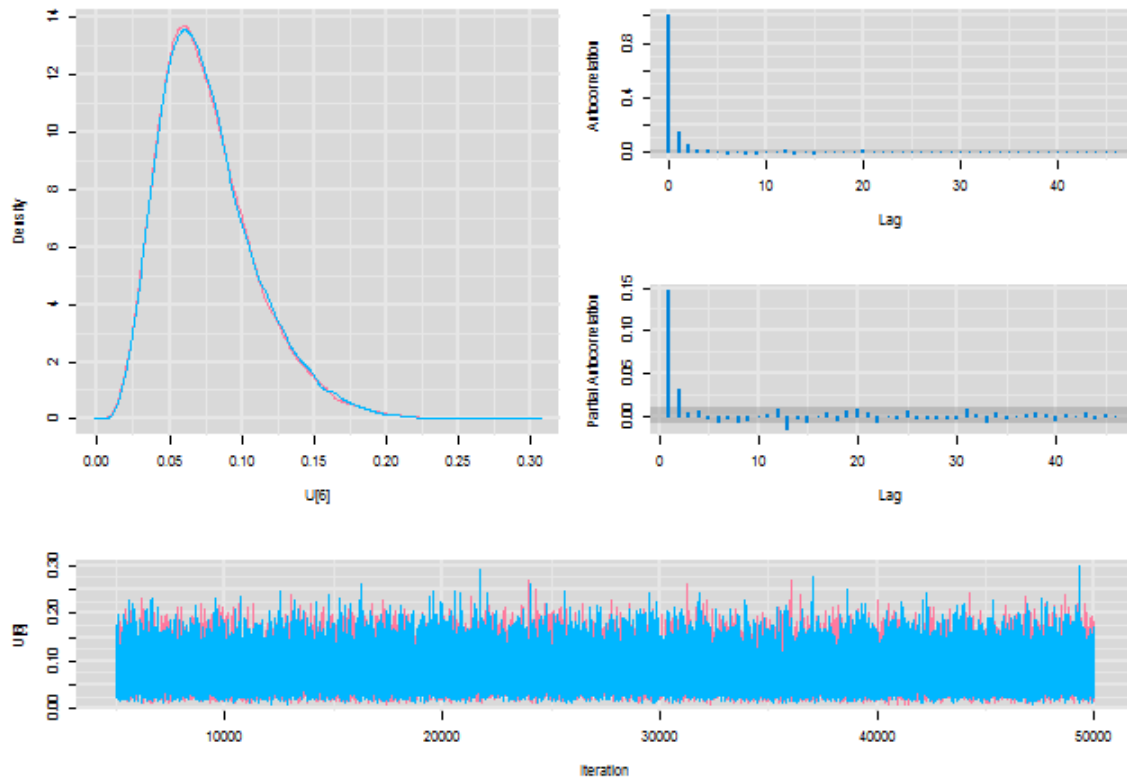 Density
0 2 4 6 8 10 12 14
0.00 0.05 0.10 0.15 0.20 0.25 0.30
U[6]
Autocorrelation
0.0 0.4 0.8
0 10 20 30 40
Lag
Partial Autocorrelation
0.00 0.05 0.10 0.15
0 10 20 30 40
Lag
U[6]
0.00 0.10 0.20 0.30
10000 20000 30000 40000 50000
Iteration